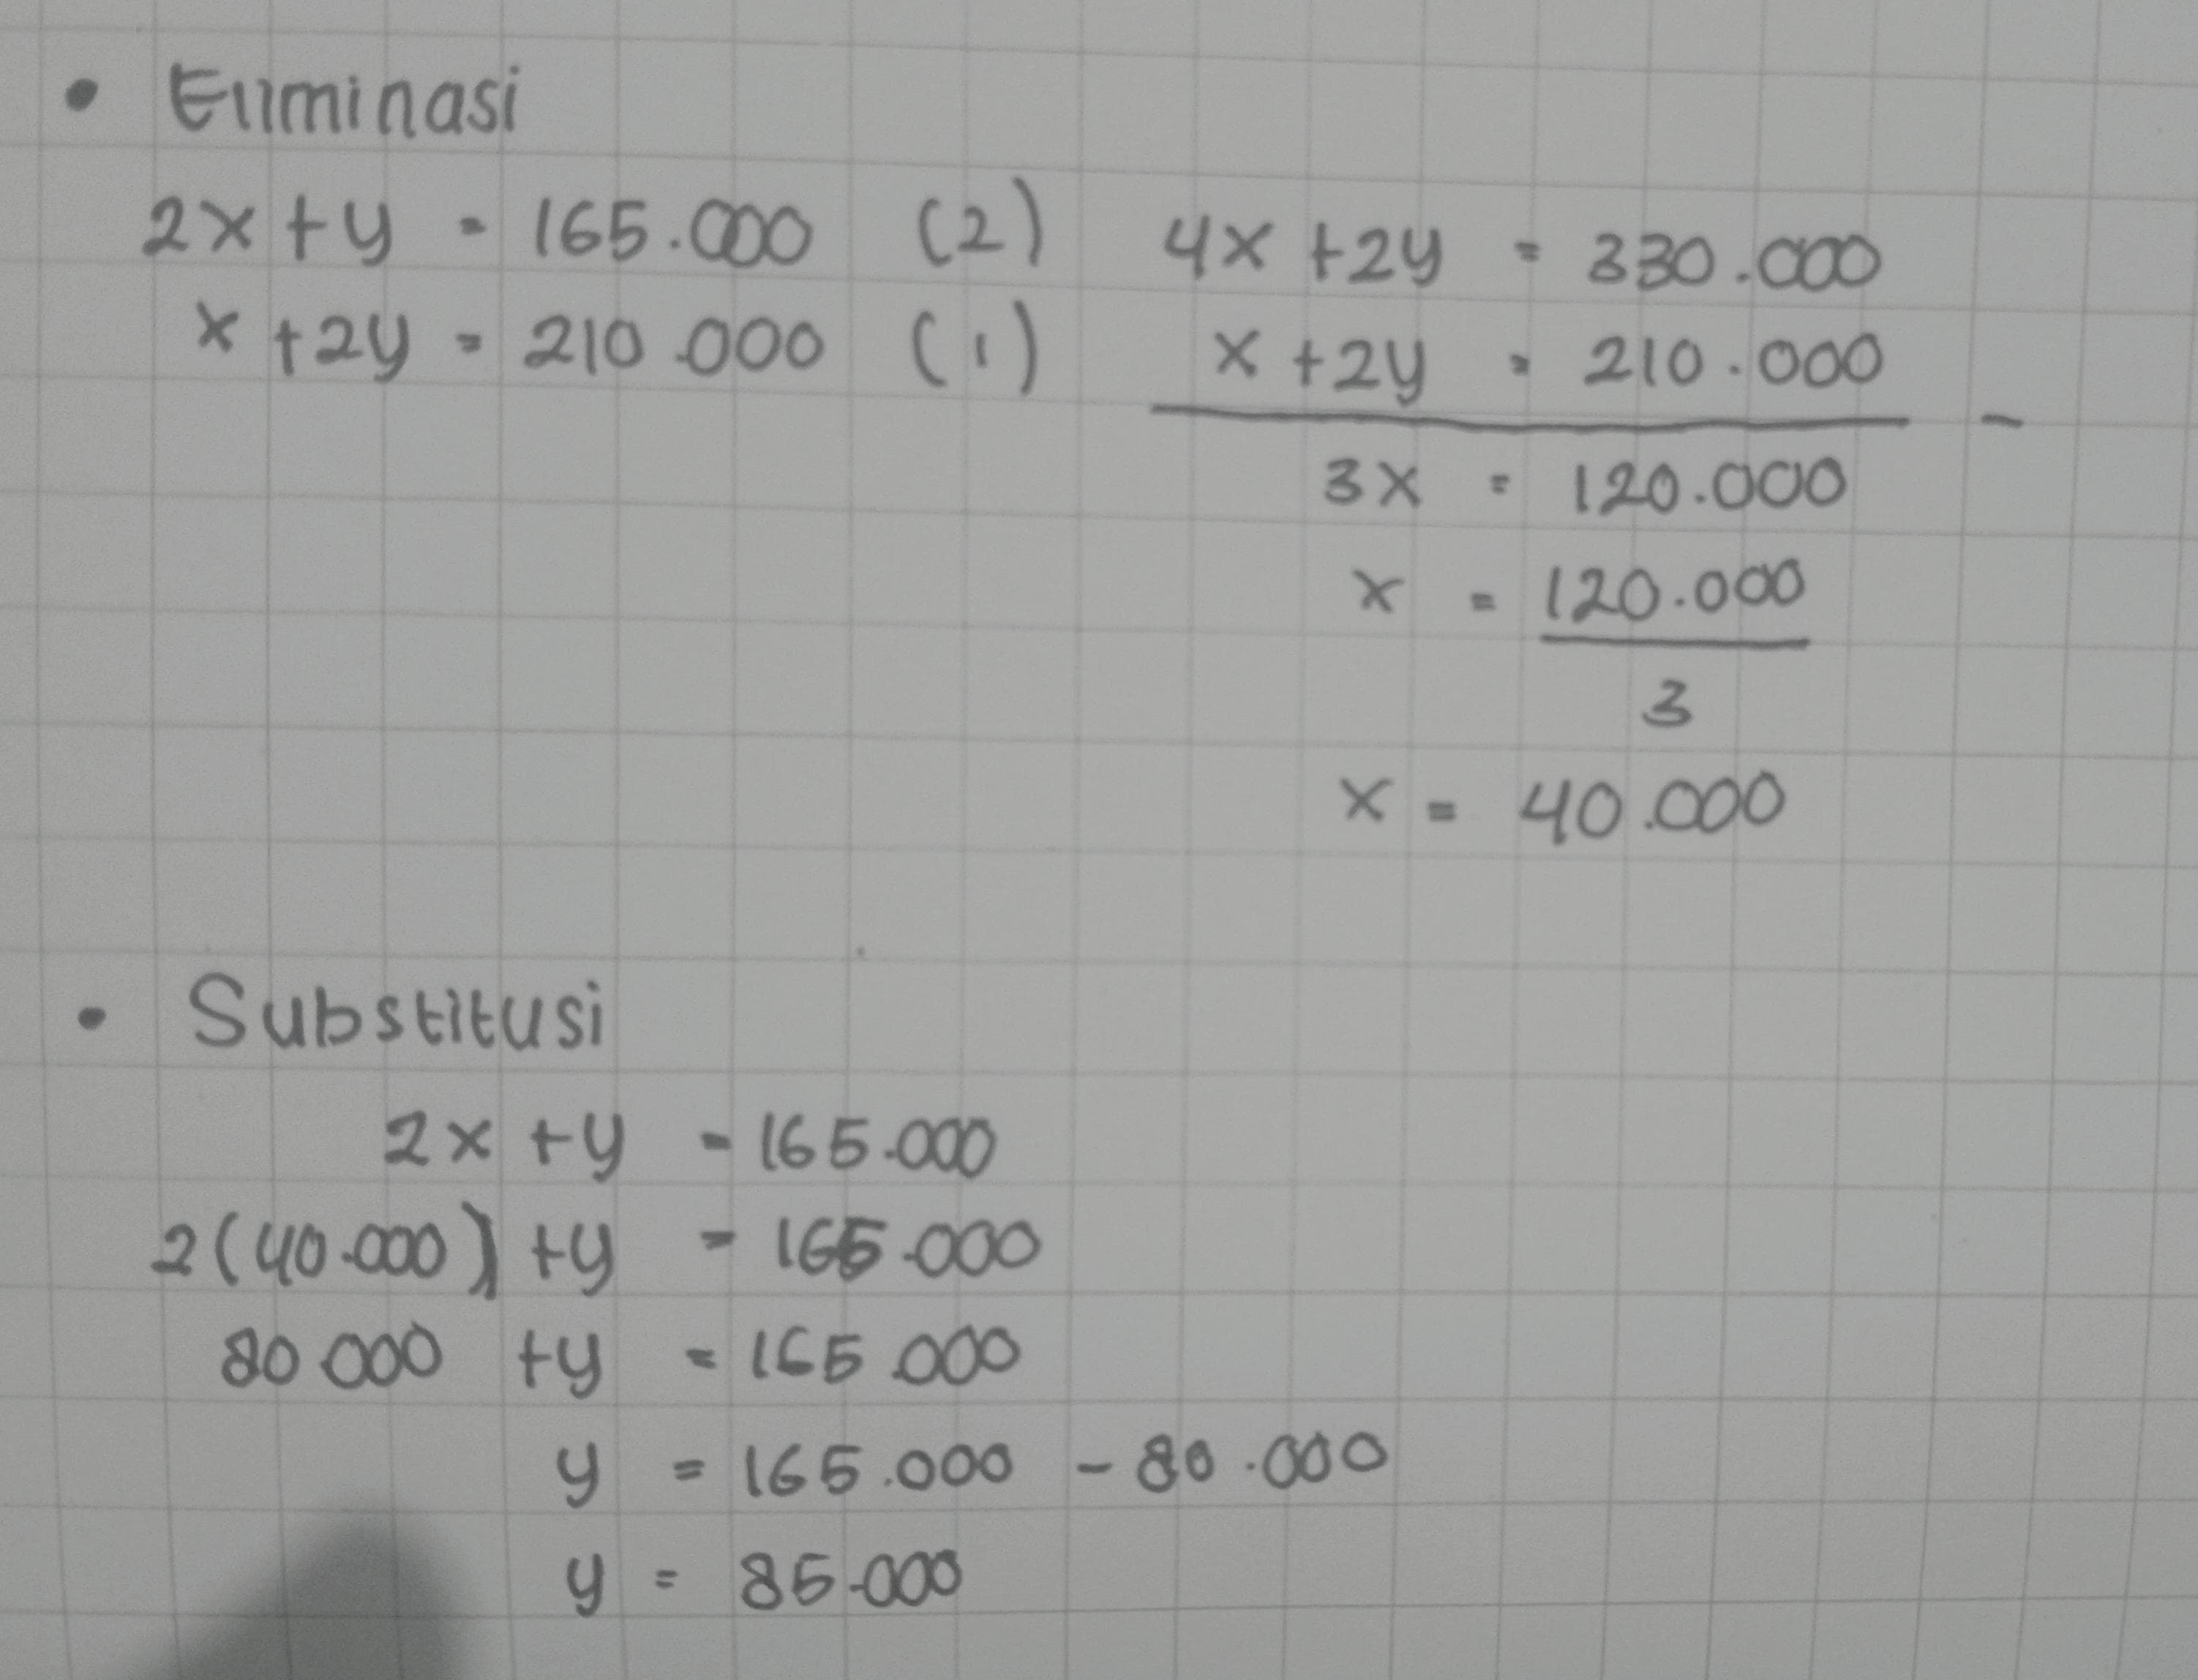 • Eliminasi
2x + y = 165.000 (2) 4x + 2y = 330.000
x + 2y = 210.000 (1) x + 2y = 210.000
-
3x = 120.000
x = 120.000
3
x = 40.000
• Substitusi
2x + y = 165.000
2(40.000) + y = 165.000
80 000 + y = 165 000
y = 165.000 - 80.000
y = 85.000